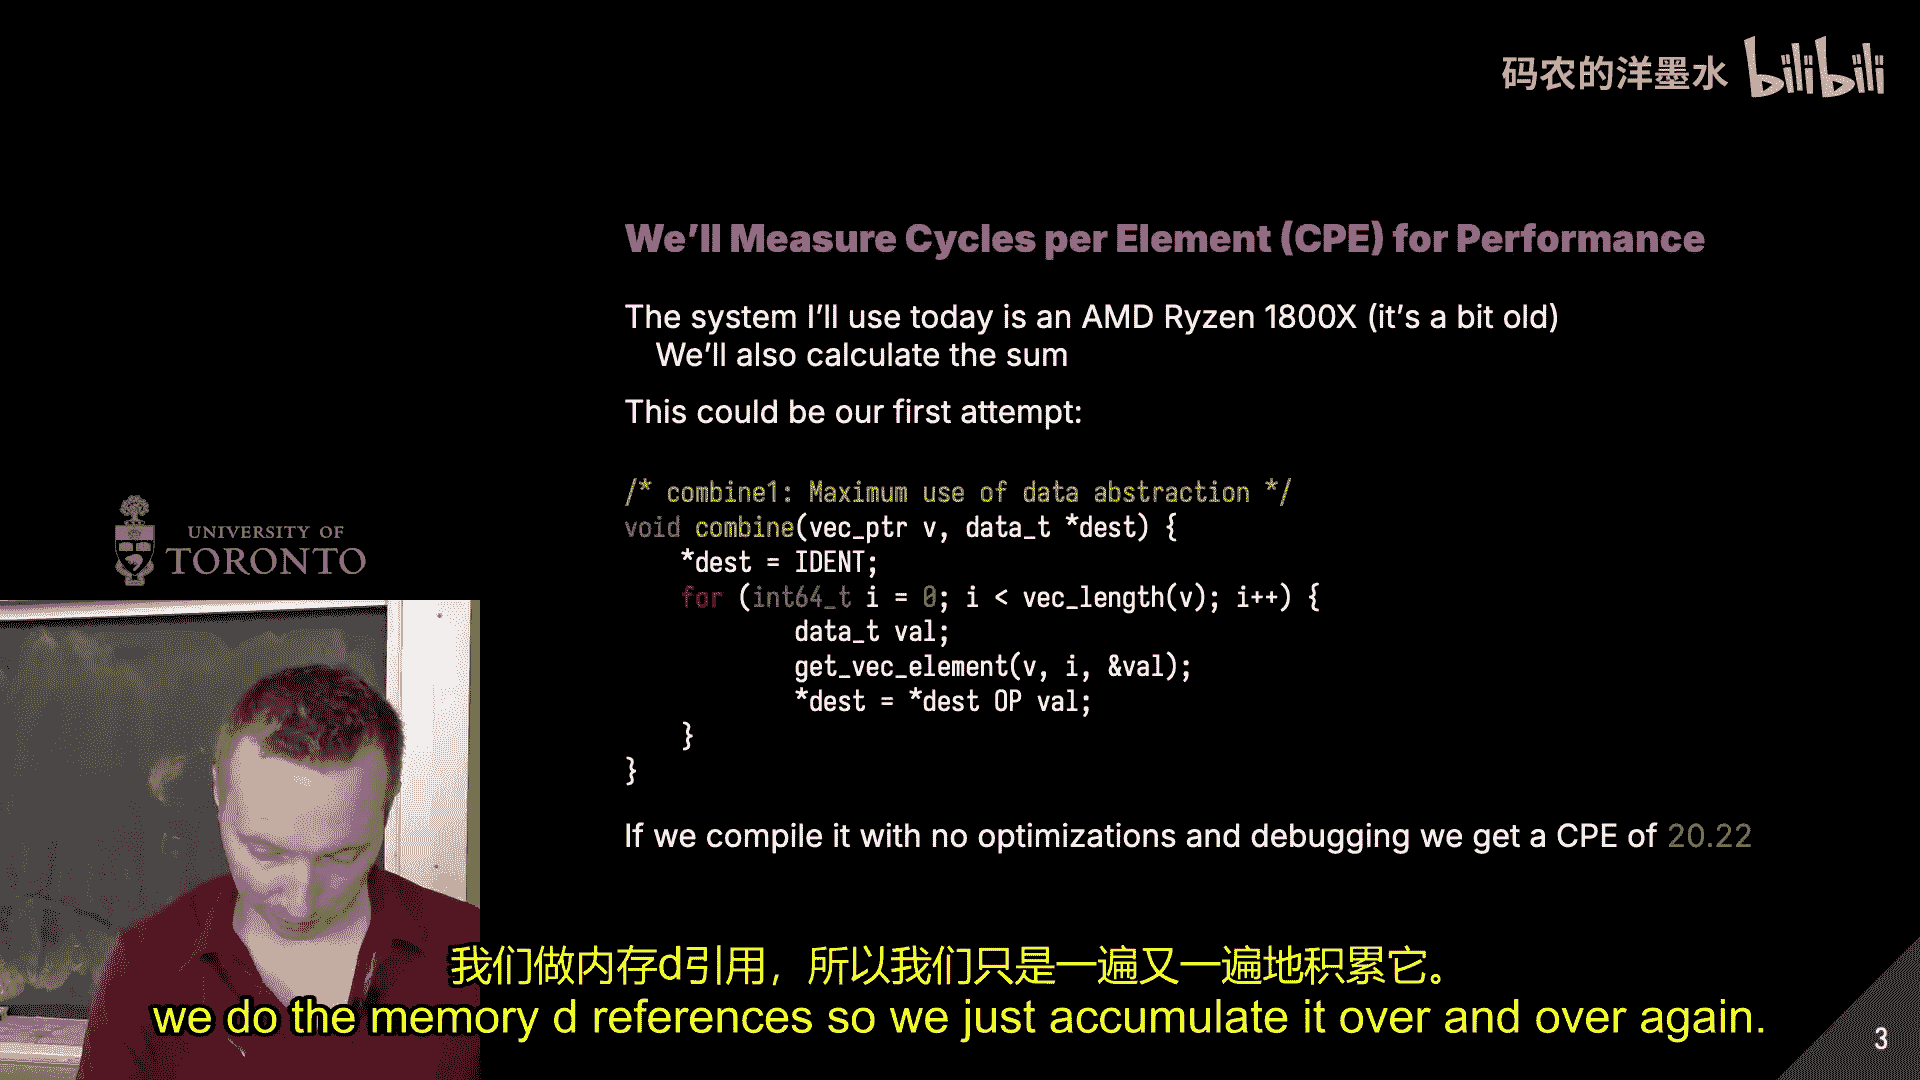 码农的洋墨水 bilibili
We'll Measure Cycles per Element (CPE) for Performance
The system I'll use today is an AMD Ryzen 1800X (it's a bit old)
We'll also calculate the sum
This could be our first attempt:
/* combine1: Maximum use of data abstraction */
void combine(vec_ptr v, data_t *dest) {
*dest = IDENT;
for (int64_t i = 0; i < vec_length(v); i++) {
data_t val;
get_vec_element(v, i, &val);
*dest = *dest OP val;
}
}
If we compile it with no optimizations and debugging we get a CPE of 20.22
UNIVERSITY OF
TORONTO
我们做内存d引用，所以我们只是一遍又一遍地积累它。
we do the memory d references so we just accumulate it over and over again.
3